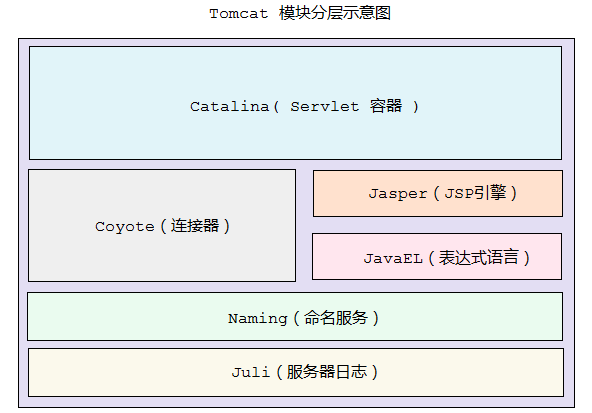 Tomcat 模块分层示意图
Catalina( Servlet 容器 )
Coyote（连接器）
Jasper（JSP引擎）
JavaEL（表达式语言）
Naming（命名服务）
Juli（服务器日志）